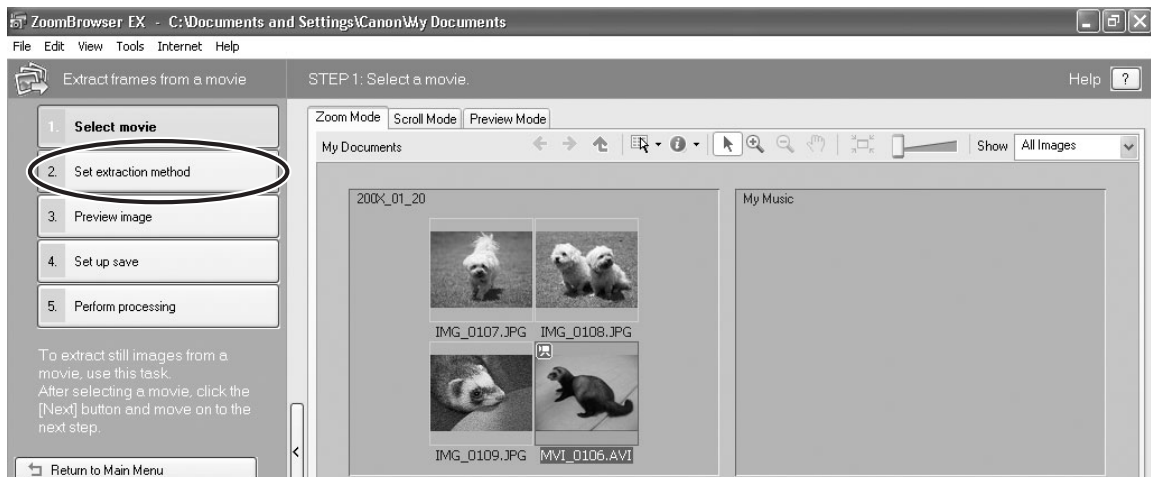 ZoomBrowser EX - C:\Documents and Settings\Canon\My Documents
File Edit View Tools Internet Help
Extract frames from a movie
STEP 1: Select a movie.
Help ?
1. Select movie
2. Set extraction method
3. Preview image
4. Set up save
5. Perform processing
To extract still images from a
movie, use this task.
After selecting a movie, click the
[Next] button and move on to the
next step.
Return to Main Menu
Zoom Mode Scroll Mode Preview Mode
My Documents
Show All Images
200X_01_20
My Music
IMG_0107.JPG IMG_0108.JPG
IMG_0109.JPG MVI_0106.AVI